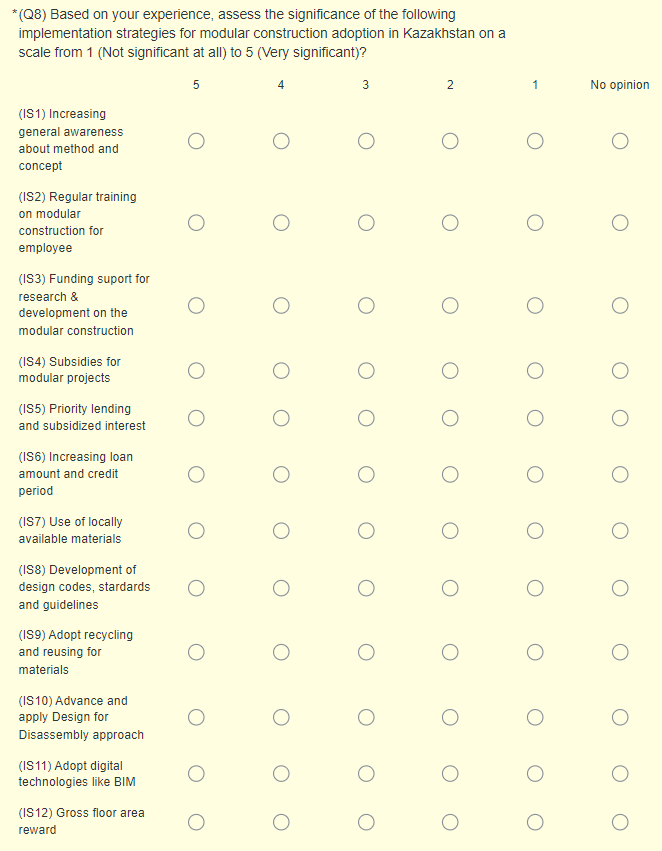 *(Q8) Based on your experience, assess the significance of the following
implementation strategies for modular construction adoption in Kazakhstan on a
scale from 1 (Not significant at all) to 5 (Very significant)?
5 4 3 2 1 No opinion
(IS1) Increasing
general awareness
about method and
concept
(IS2) Regular training
on modular
construction for
employee
(IS3) Funding suport for
research &
development on the
modular construction
(IS4) Subsidies for
modular projects
(IS5) Priority lending
and subsidized interest
(IS6) Increasing loan
amount and credit
period
(IS7) Use of locally
available materials
(IS8) Development of
design codes, stardards
and guidelines
(IS9) Adopt recycling
and reusing for
materials
(IS10) Advance and
apply Design for
Disassembly approach
(IS11) Adopt digital
technologies like BIM
(IS12) Gross floor area
reward